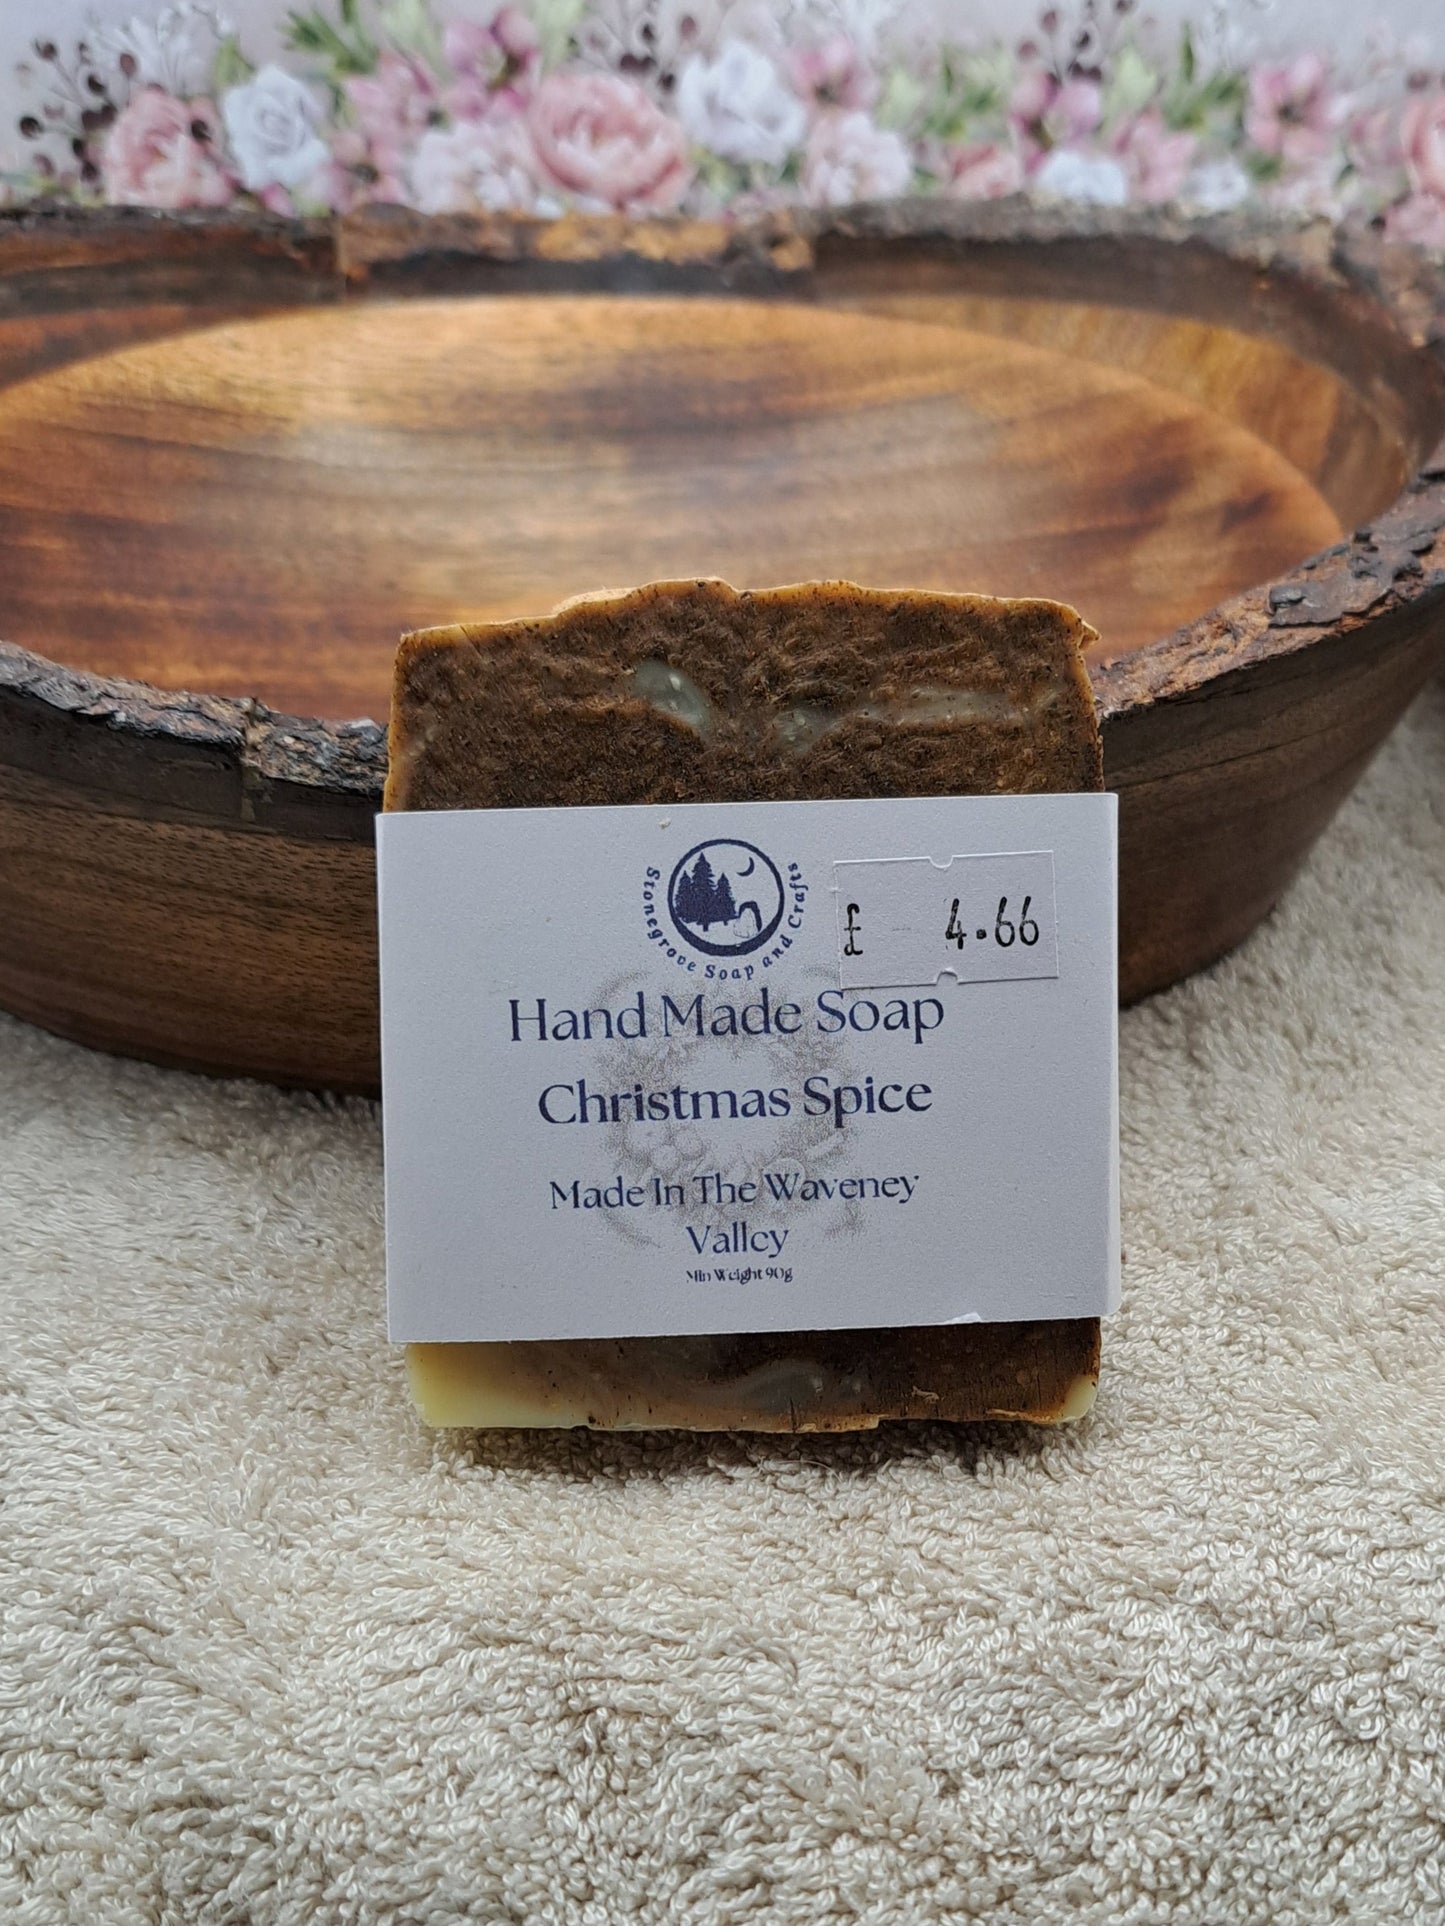 Stonegrove Soap and Crafts
£ 4.66
Hand Made Soap
Christmas Spice
Made In The Waveney
Valley
Min Weight 90g